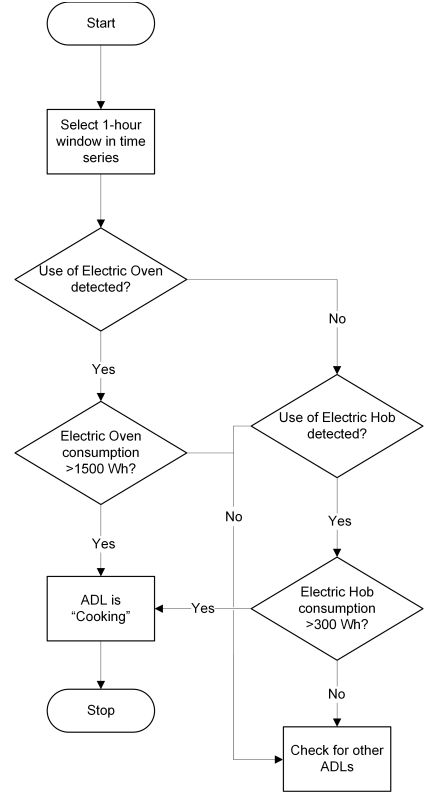 Start
Select 1-hour
window in time
series
Use of Electric Oven
detected?
No
Yes
Use of Electric Hob
detected?
Electric Oven
consumption
>1500 Wh?
No
Yes
Yes
ADL is
“Cooking”
Yes
Electric Hob
consumption
>300 Wh?
No
Stop
Check for other
ADLs